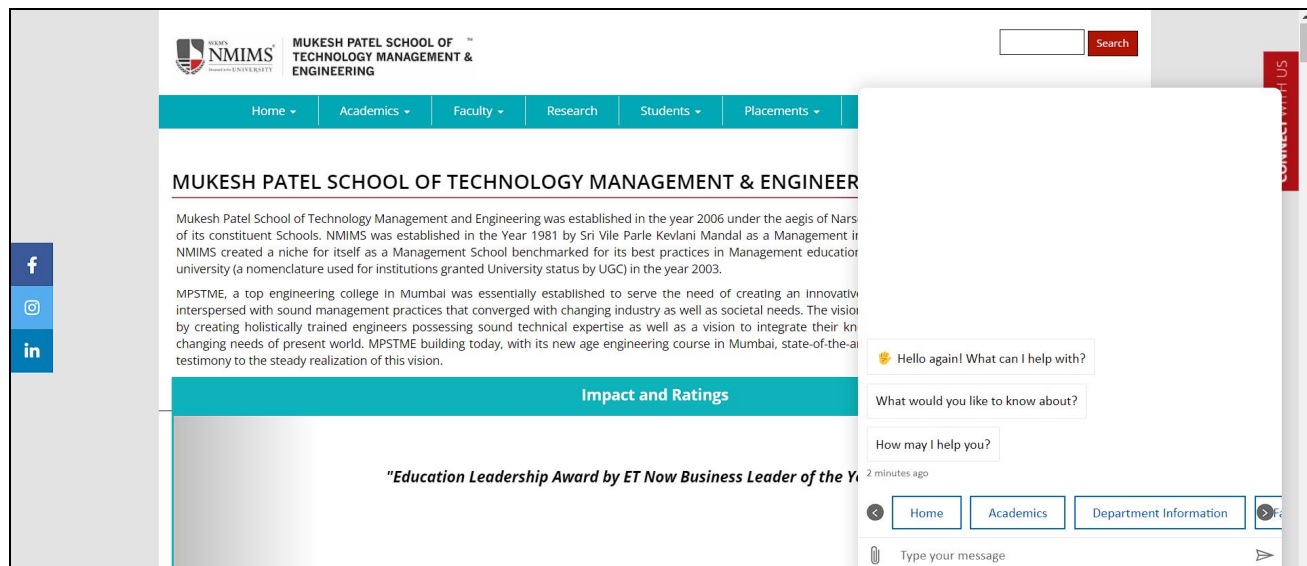 SVKM'S
NMIMS
Deemed to be UNIVERSITY
MUKESH PATEL SCHOOL OF ™
TECHNOLOGY MANAGEMENT &
ENGINEERING
Search
CONNECT WITH US
Home
Academics
Faculty
Research
Students
Placements
MUKESH PATEL SCHOOL OF TECHNOLOGY MANAGEMENT & ENGINEER
Mukesh Patel School of Technology Management and Engineering was established in the year 2006 under the aegis of Nars
of its constituent Schools. NMIMS was established in the Year 1981 by Sri Vile Parle Kevlani Mandal as a Management in
NMIMS created a niche for itself as a Management School benchmarked for its best practices in Management education
university (a nomenclature used for institutions granted University status by UGC) in the year 2003.
MPSTME, a top engineering college in Mumbai was essentially established to serve the need of creating an innovative
interspersed with sound management practices that converged with changing industry as well as societal needs. The vision
by creating holistically trained engineers possessing sound technical expertise as well as a vision to integrate their kn
changing needs of present world. MPSTME building today, with its new age engineering course in Mumbai, state-of-the-a
testimony to the steady realization of this vision.
Impact and Ratings
"Education Leadership Award by ET Now Business Leader of the Y
f
in
👋 Hello again! What can I help with?
What would you like to know about?
How may I help you?
2 minutes ago
Home
Academics
Department Information
Fa
Type your message